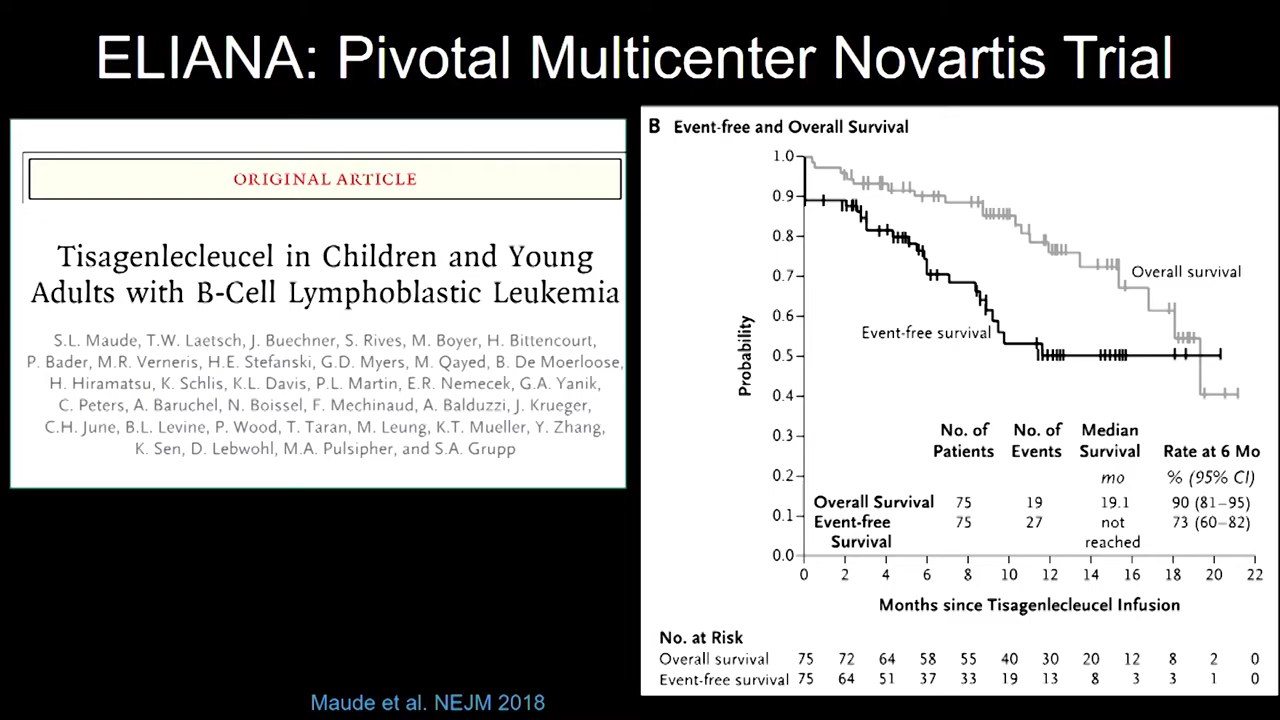 ELIANA: Pivotal Multicenter Novartis Trial
ORIGINAL ARTICLE
Tisagenlecleucel in Children and Young
Adults with B-Cell Lymphoblastic Leukemia
S.L. Maude, T.W. Laetsch, J. Buechner, S. Rives, M. Boyer, H. Bittencourt,
P. Bader, M.R. Verneris, H.E. Stefanski, G.D. Myers, M. Qayed, B. De Moerloose,
H. Hiramatsu, K. Schlis, K.L. Davis, P.L. Martin, E.R. Nemecek, G.A. Yanik,
C. Peters, A. Baruchel, N. Boissel, F. Mechinaud, A. Balduzzi, J. Krueger,
C.H. June, B.L. Levine, P. Wood, T. Taran, M. Leung, K.T. Mueller, Y. Zhang,
K. Sen, D. Lebwohl, M.A. Pulsipher, and S.A. Grupp
B Event-free and Overall Survival
1.0
0.9
0.8
0.7
0.6
0.5
0.4
0.3
0.2
0.1
0.0
Probability
Overall survival
Event-free survival
No. of No. of Median
Patients Events Survival Rate at 6 Mo
mo % (95% CI)
Overall Survival 75 19 19.1 90 (81–95)
Event-free 75 27 not 73 (60–82)
Survival reached
0 2 4 6 8 10 12 14 16 18 20 22
Months since Tisagenlecleucel Infusion
No. at Risk
Overall survival 75 72 64 58 55 40 30 20 12 8 2 0
Event-free survival 75 64 51 37 33 19 13 8 3 3 1 0
Maude et al. NEJM 2018